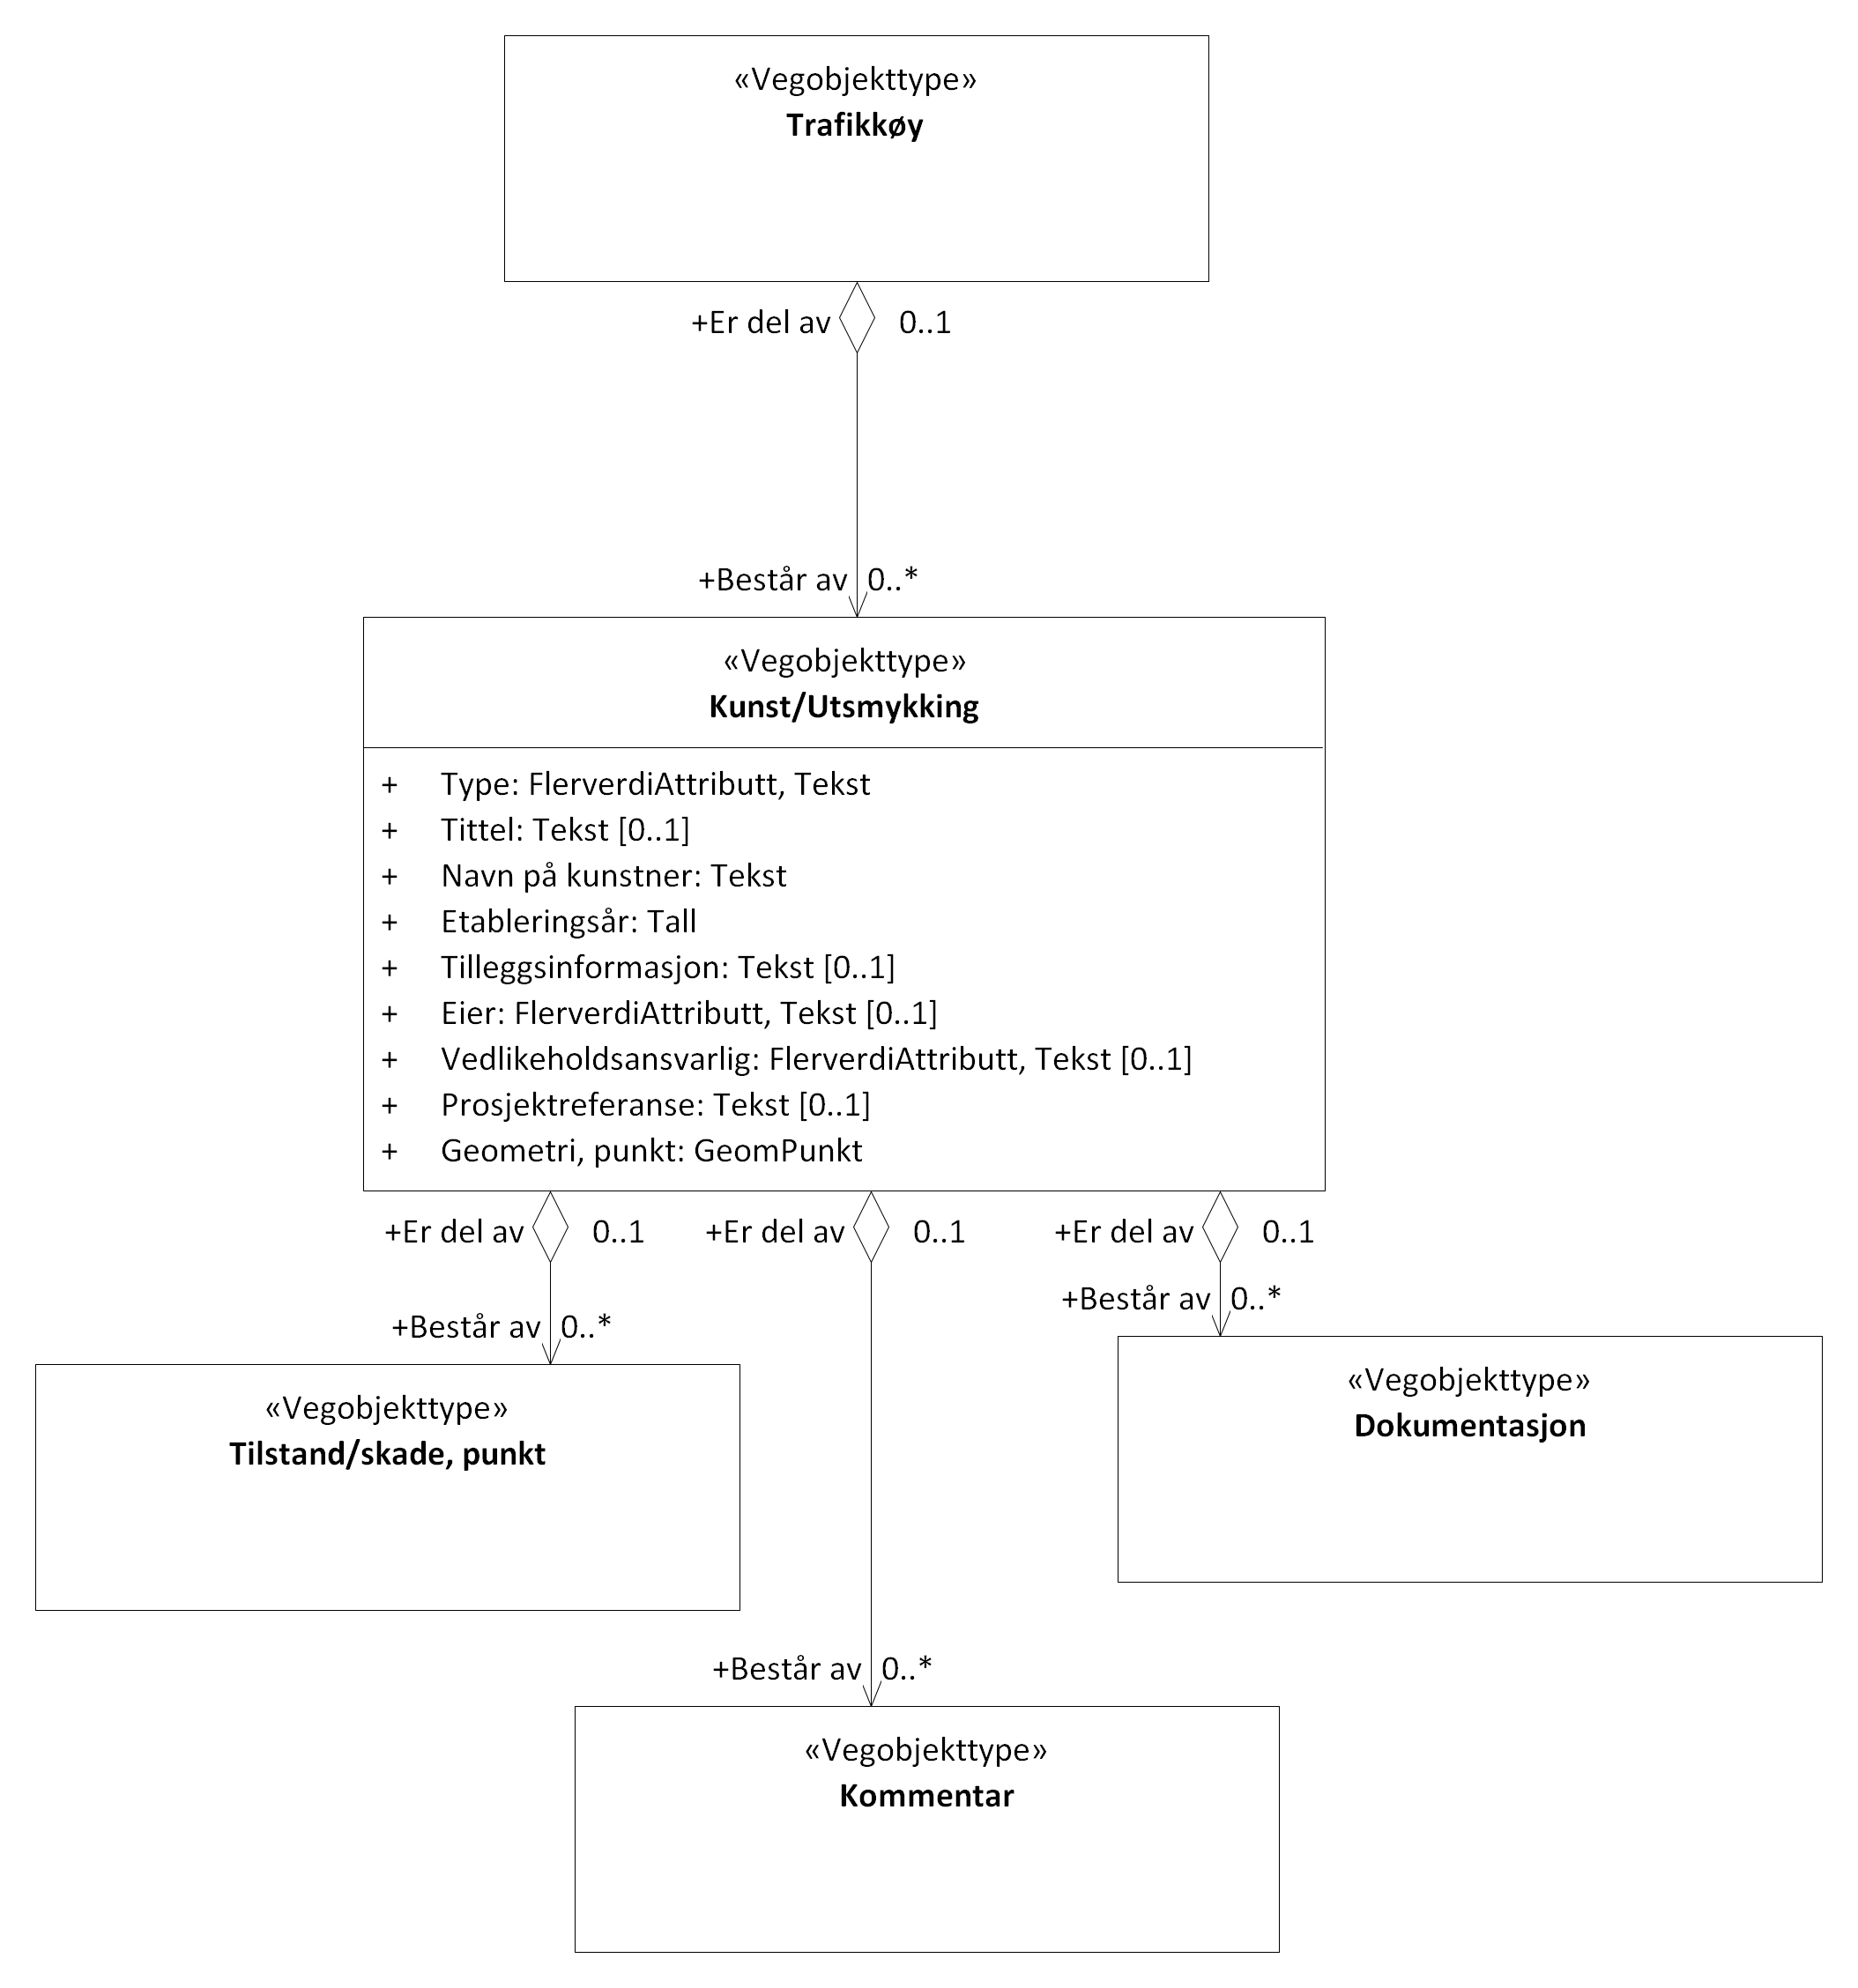 «Vegobjekttype»
Trafikkøy
+Er del av 0..1
+Består av 0..*
«Vegobjekttype»
Kunst/Utsmykking
+ Type: FlerverdiAttributt, Tekst
+ Tittel: Tekst [0..1]
+ Navn på kunstner: Tekst
+ Etableringsår: Tall
+ Tilleggsinformasjon: Tekst [0..1]
+ Eier: FlerverdiAttributt, Tekst [0..1]
+ Vedlikeholdsansvarlig: FlerverdiAttributt, Tekst [0..1]
+ Prosjektreferanse: Tekst [0..1]
+ Geometri, punkt: GeomPunkt
+Er del av 0..1 +Er del av 0..1 +Er del av 0..1
+Består av 0..*
+Består av 0..*
«Vegobjekttype»
Dokumentasjon
«Vegobjekttype»
Tilstand/skade, punkt
+Består av 0..*
«Vegobjekttype»
Kommentar